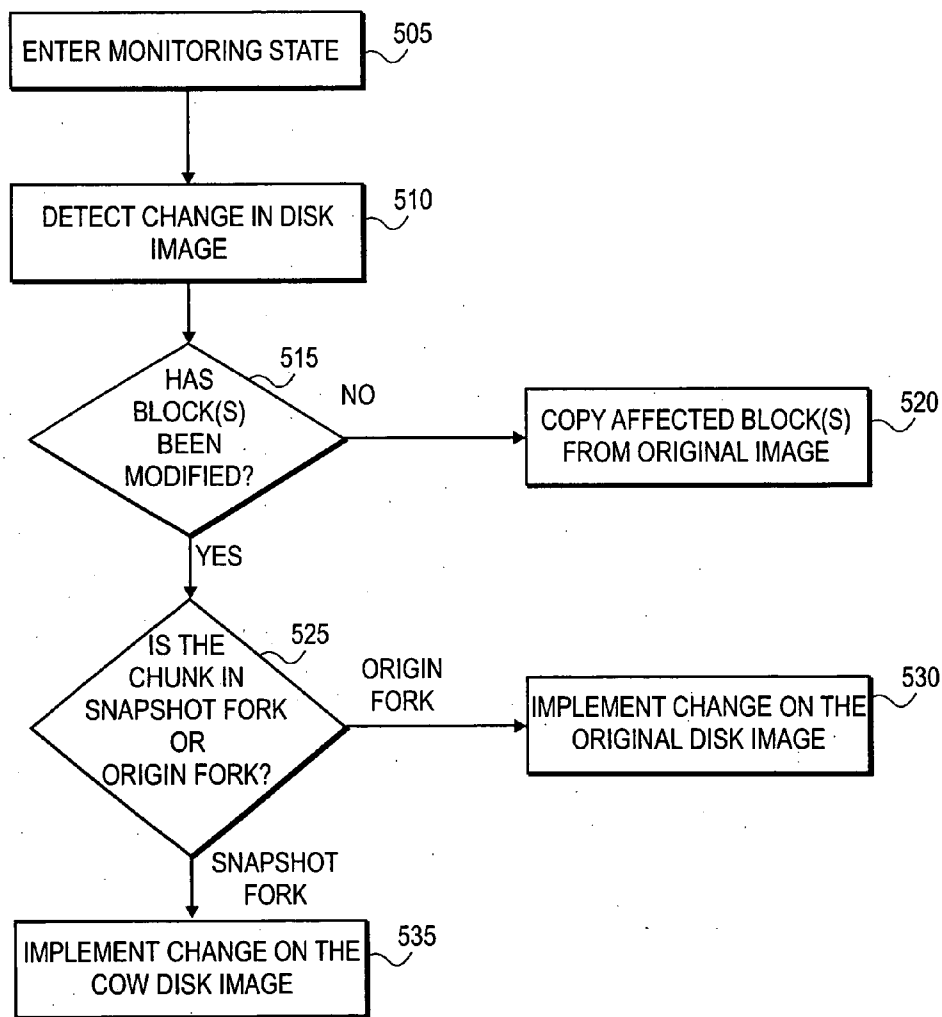 ENTER MONITORING STATE
505
DETECT CHANGE IN DISK
IMAGE
510
HAS
BLOCK(S)
BEEN
MODIFIED?
515
NO
COPY AFFECTED BLOCK(S)
FROM ORIGINAL IMAGE
520
YES
IS THE
CHUNK IN
SNAPSHOT FORK
OR
ORIGIN FORK?
525
ORIGIN
FORK
IMPLEMENT CHANGE ON THE
ORIGINAL DISK IMAGE
530
SNAPSHOT
FORK
IMPLEMENT CHANGE ON THE
COW DISK IMAGE
535